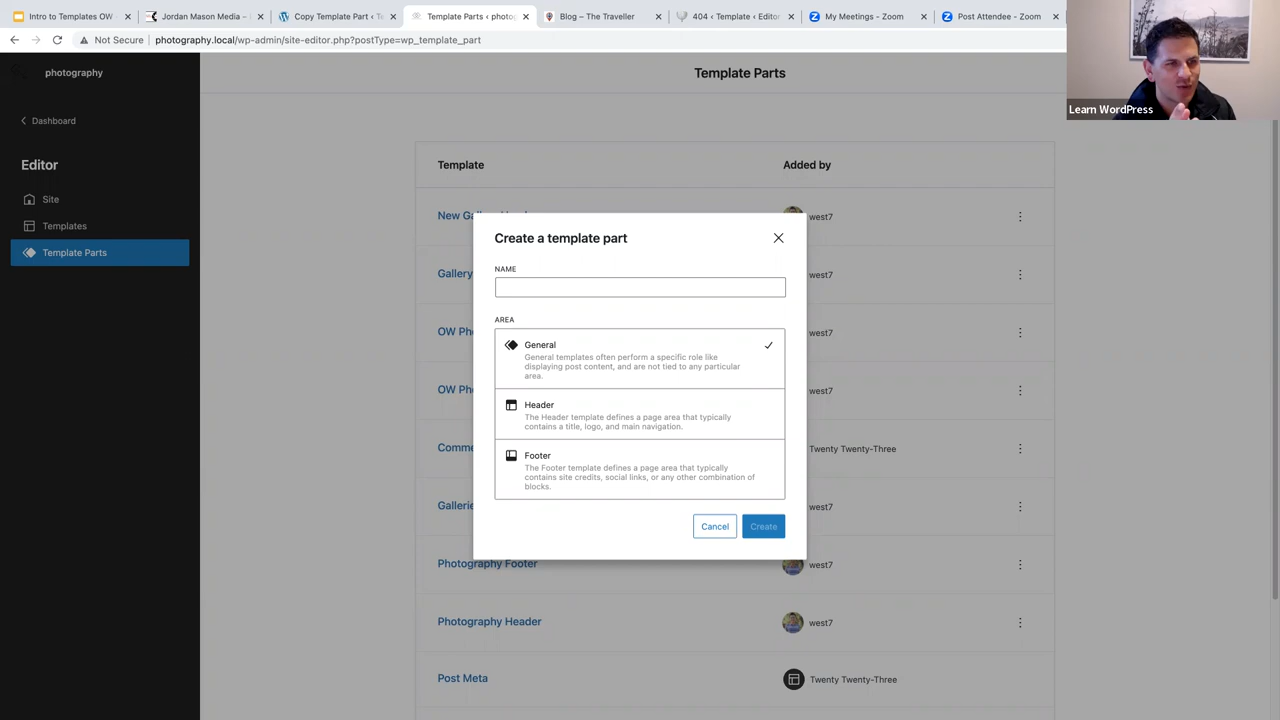 Intro to Templates OW
Jordan Mason Media –
Copy Template Part ‹ T
Template Parts ‹ photog
Blog – The Traveller
404 ‹ Template ‹ Editor
My Meetings - Zoom
Post Attendee - Zoom
Not Secure
photography.local/wp-admin/site-editor.php?postType=wp_template_part
photography
Template Parts
Learn WordPress
Dashboard
Editor
Site
Templates
Template Parts
Template
Added by
New Gallery
west7
Gallery
west7
OW Pho
west7
OW Pho
west7
Comme
Twenty Twenty-Three
Gallerie
west7
Photography Footer
west7
Photography Header
west7
Post Meta
Twenty Twenty-Three
Create a template part
NAME
AREA
General
General templates often perform a specific role like
displaying post content, and are not tied to any particular
area.
Header
The Header template defines a page area that typically
contains a title, logo, and main navigation.
Footer
The Footer template defines a page area that typically
contains site credits, social links, or any other combination of
blocks.
Cancel
Create